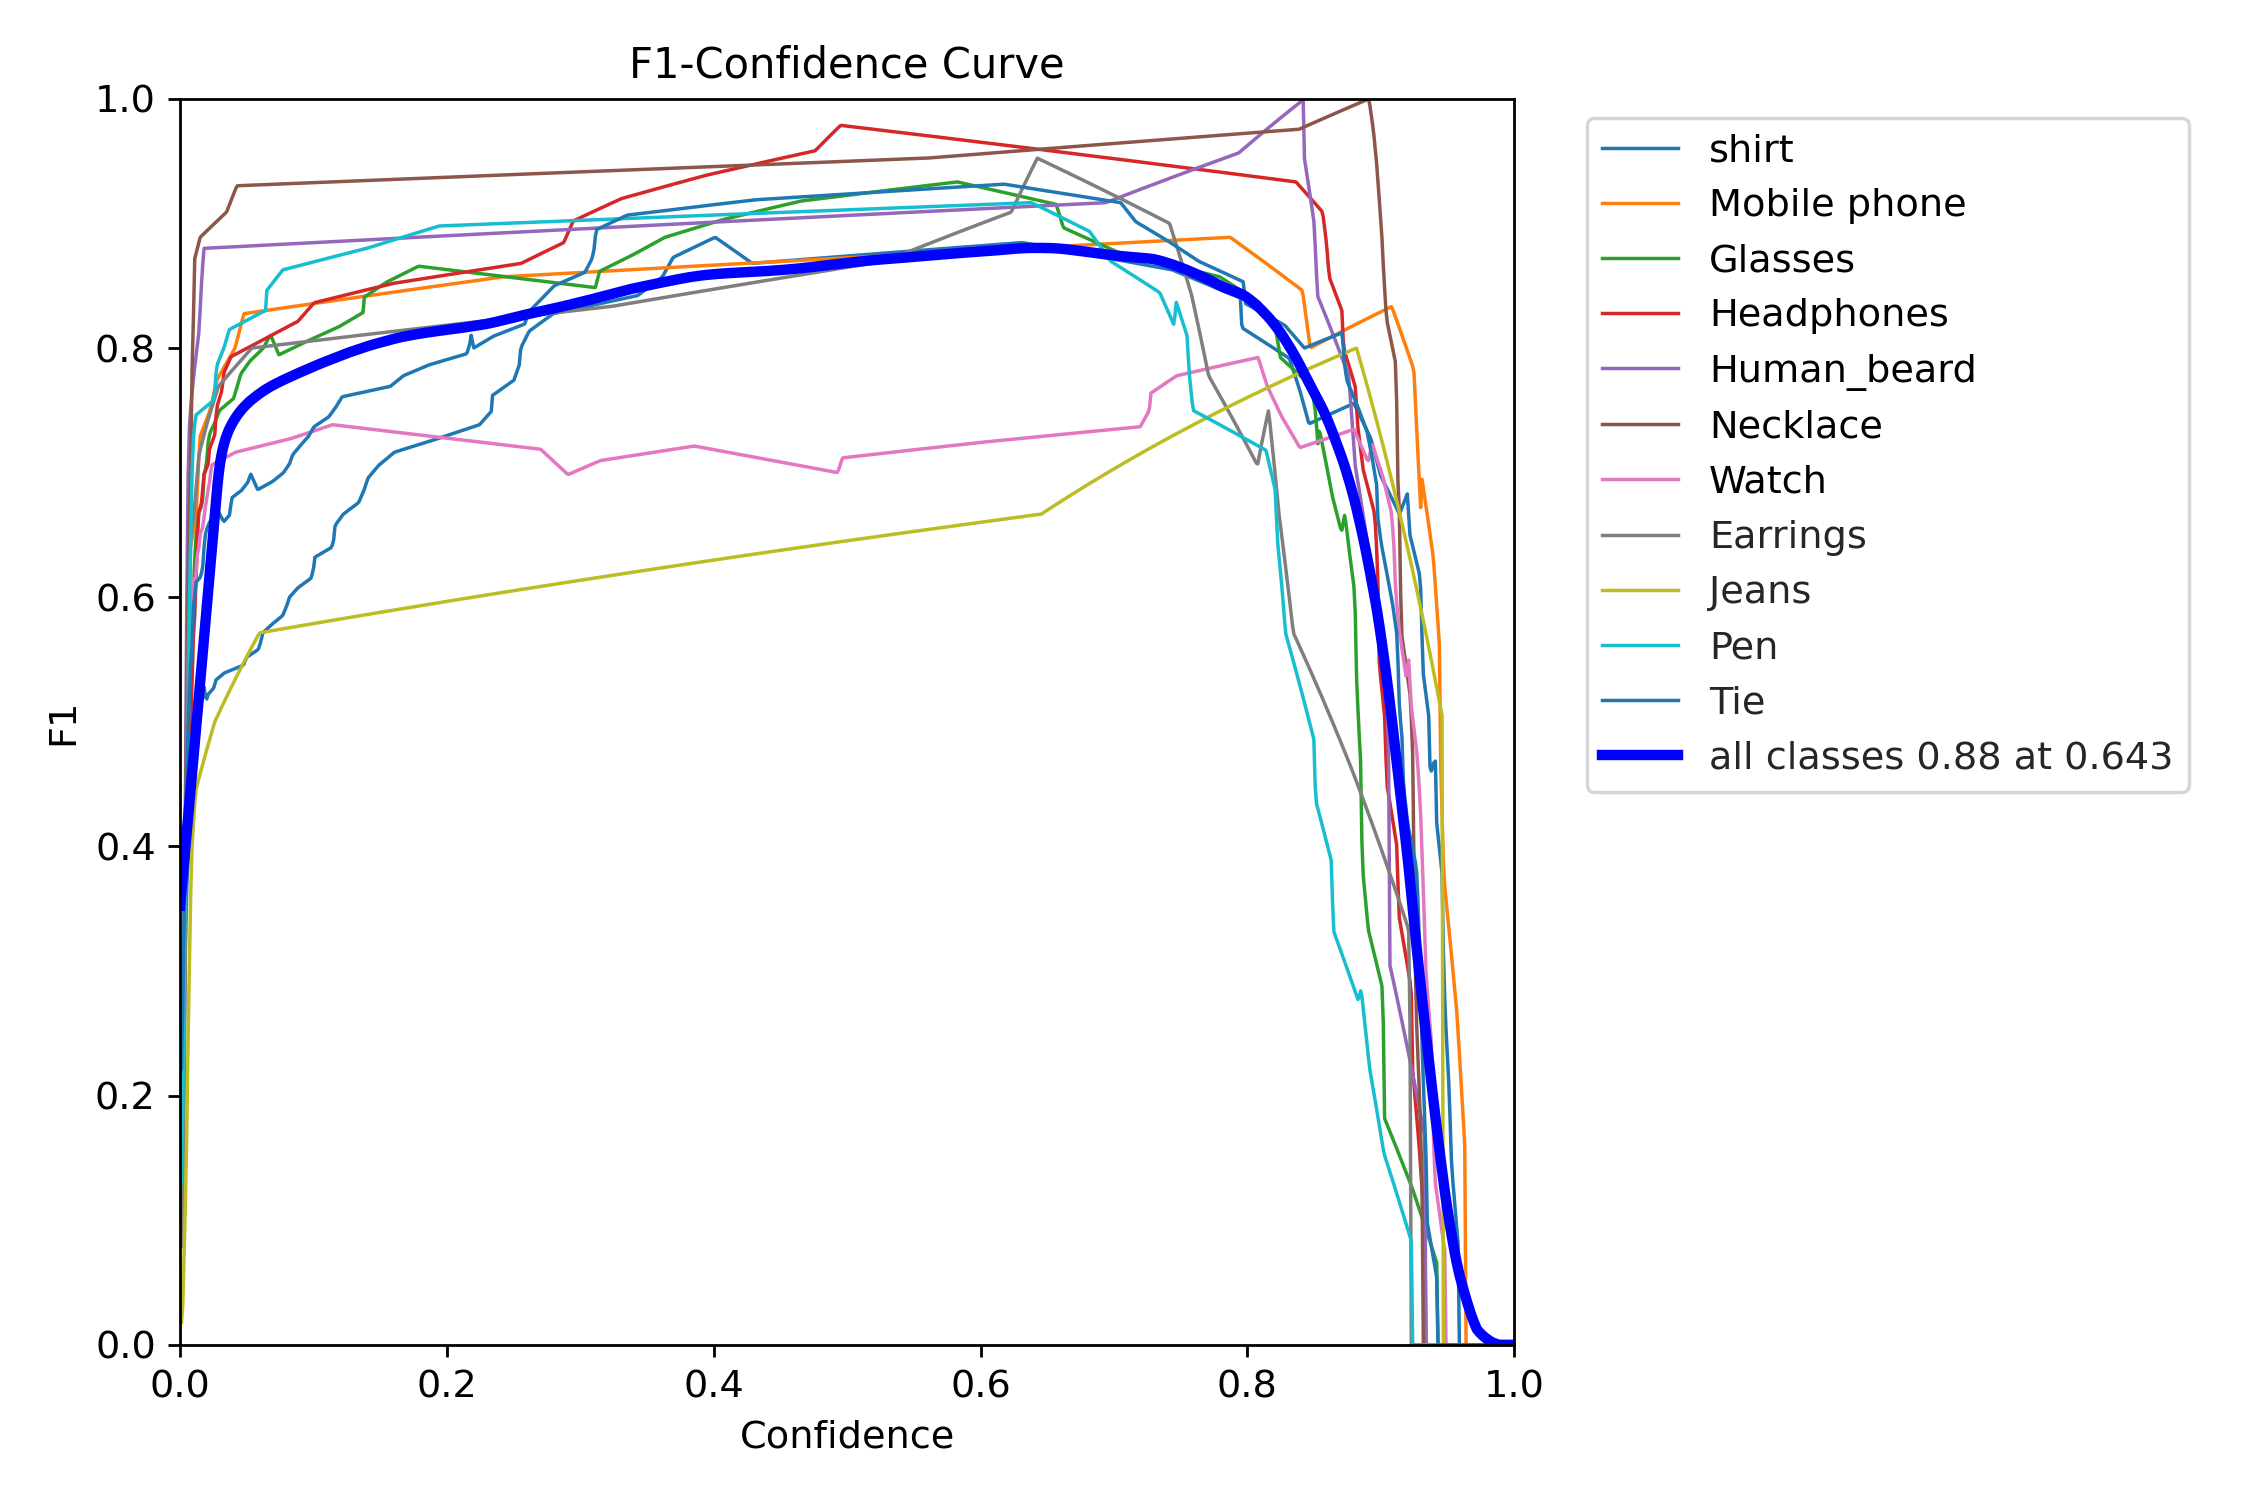 F1-Confidence Curve
1.0
0.8
0.6
0.4
0.2
0.0
F1
0.0 0.2 0.4 0.6 0.8 1.0
Confidence
shirt
Mobile phone
Glasses
Headphones
Human_beard
Necklace
Watch
Earrings
Jeans
Pen
Tie
all classes 0.88 at 0.643